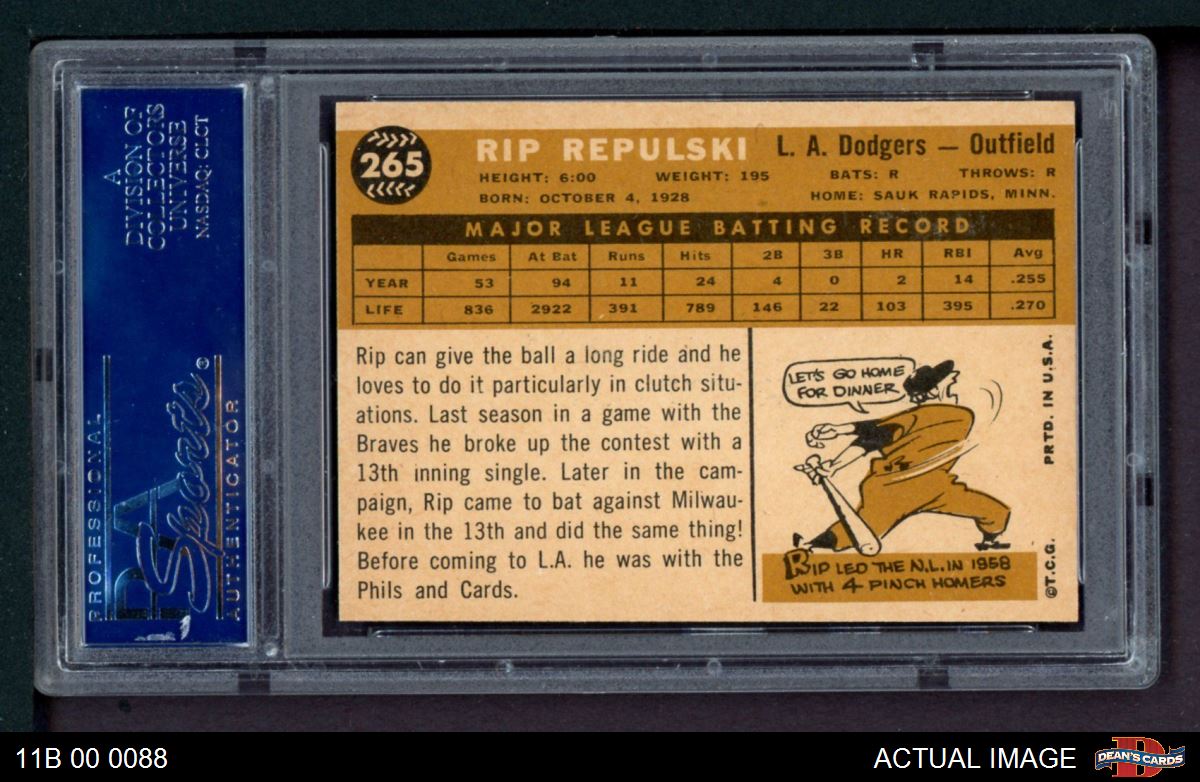 A
DIVISION OF
COLLECTORS
UNIVERSE
NASDAQ: CLCT
PROFESSIONAL
PSA
Sports®
AUTHENTICATOR
265
RIP REPULSKI L. A. Dodgers — Outfield
HEIGHT: 6:00 WEIGHT: 195 BATS: R THROWS: R
BORN: OCTOBER 4, 1928 HOME: SAUK RAPIDS, MINN.
MAJOR LEAGUE BATTING RECORD
Games At Bat Runs Hits 2B 3B HR RBI Avg
YEAR 53 94 11 24 4 0 2 14 .255
LIFE 836 2922 391 789 146 22 103 395 .270
Rip can give the ball a long ride and he
loves to do it particularly in clutch situ-
ations. Last season in a game with the
Braves he broke up the contest with a
13th inning single. Later in the cam-
paign, Rip came to bat against Milwau-
kee in the 13th and did the same thing!
Before coming to L.A. he was with the
Phils and Cards.
LET'S GO HOME
FOR DINNER
RIP LED THE N.L. IN 1958
WITH 4 PINCH HOMERS
©T.C.G. PRTD. IN U.S.A.
11B 00 0088 ACTUAL IMAGE
D
DEAN'S CARDS